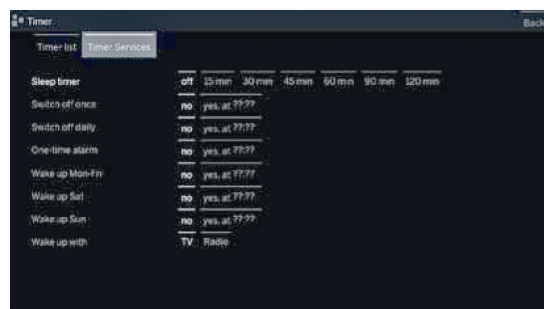 Timer
Back
Timer list Timer Services
Sleep timer off 15 min 30 min 45 min 60 min 90 min 120 min
Switch off once no yes, at ??:??
Switch off daily no yes, at ??:??
One-time alarm no yes, at ??:??
Wake up Mon-Fri no yes, at ??:??
Wake up Sat no yes, at ??:??
Wake up Sun no yes, at ??:??
Wake up with TV Radio